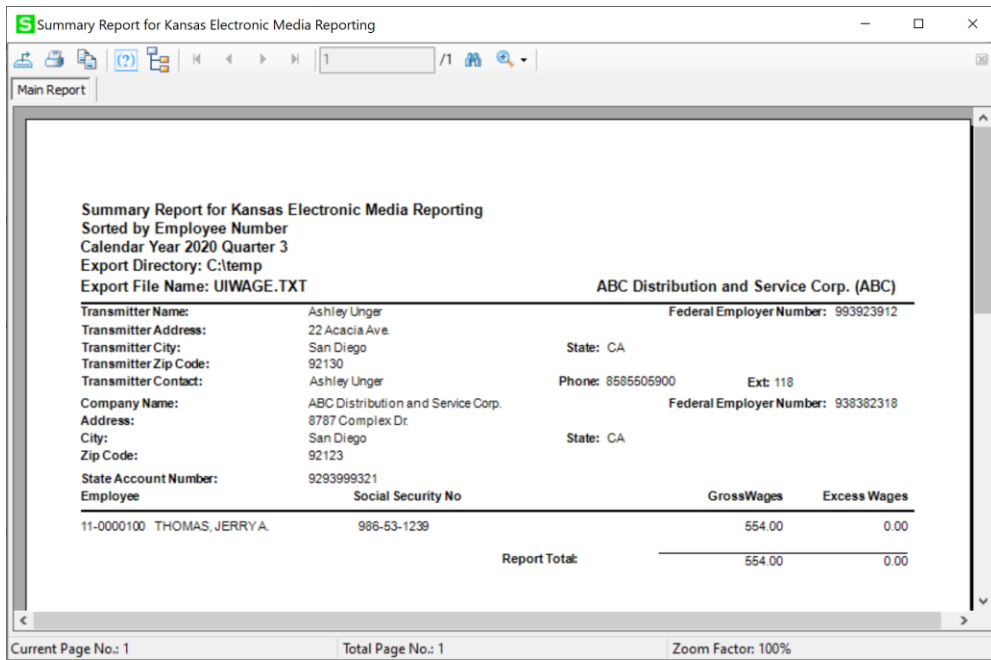 S Summary Report for Kansas Electronic Media Reporting
(?) 1 /1
Main Report
Summary Report for Kansas Electronic Media Reporting
Sorted by Employee Number
Calendar Year 2020 Quarter 3
Export Directory: C:\temp
Export File Name: UIWAGE.TXT ABC Distribution and Service Corp. (ABC)
Transmitter Name: Ashley Unger Federal Employer Number: 993923912
Transmitter Address: 22 Acacia Ave.
Transmitter City: San Diego State: CA
Transmitter Zip Code: 92130
Transmitter Contact: Ashley Unger Phone: 8585505900 Ext: 118
Company Name: ABC Distribution and Service Corp. Federal Employer Number: 938382318
Address: 8787 Complex Dr.
City: San Diego State: CA
Zip Code: 92123
State Account Number: 9293999321
Employee Social Security No GrossWages Excess Wages
11-0000100 THOMAS, JERRY A. 986-53-1239 554.00 0.00
Report Total: 554.00 0.00
Current Page No.: 1 Total Page No.: 1 Zoom Factor: 100%